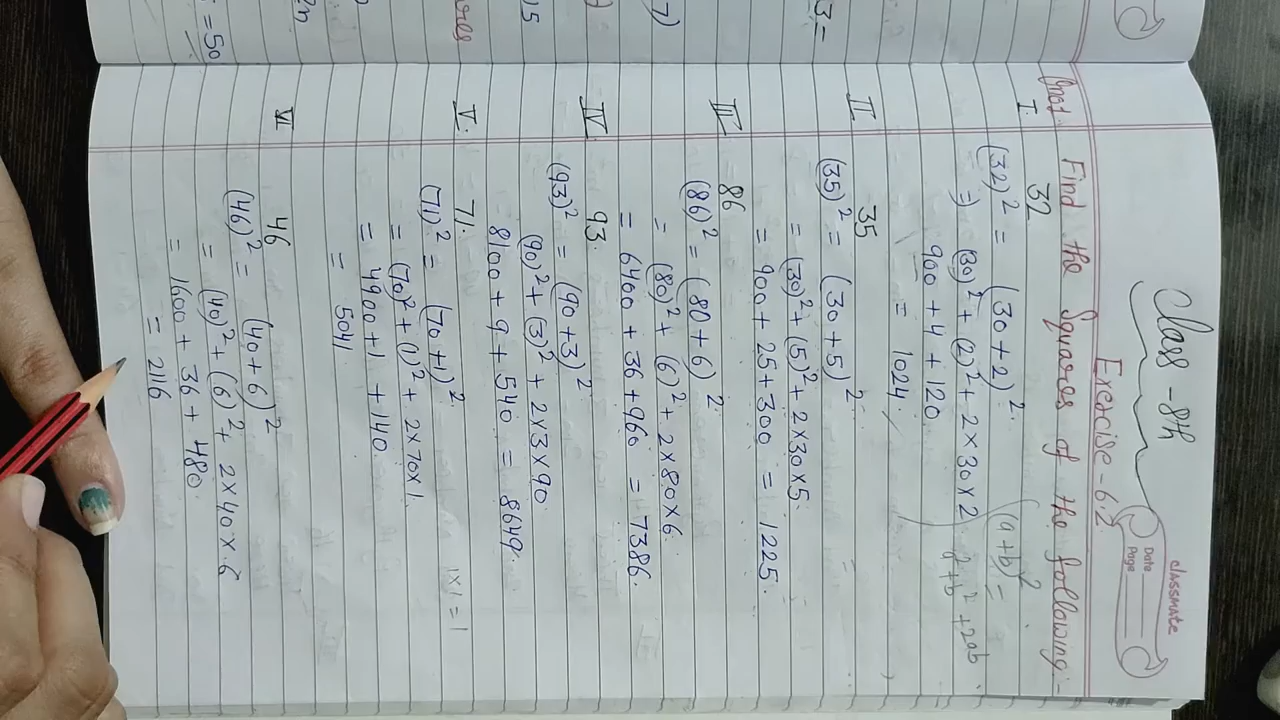 classmate
Date
Page
Class - 8th
Exercise - 6.2
Find the Squares of the following :-
I. 32
(a+b)² =
(32)² = (30+2)²
a²+b²+2ab
=) (30)² + (2)² + 2×30×2
900 + 4 + 120
= 1024
II 35
(35)² = (30+5)²
=
= (30)² + (5)² + 2×30×5
= 900 + 25 + 300 = 1225.
III 86
(86)² = (80+6)²
= (80)² + (6)² + 2×80×6
= 6400 + 36 + 960 = 7386.
IV. 93.
(93)² = (90+3)²
(90)² + (3)² + 2×3×90
8100 + 9 + 540 = 8649.
V. 71.
(71)² = (70+1)².
1×1=1
= (70)² + (1)² + 2×70×1.
= 4900 + 1 + 140
= 5041
VI 46
(46)² = (40+6)²
= (40)² + (6)² + 2×40×6
= 1600 + 36 + 480.
= 2116
3=
7)
15
= 50